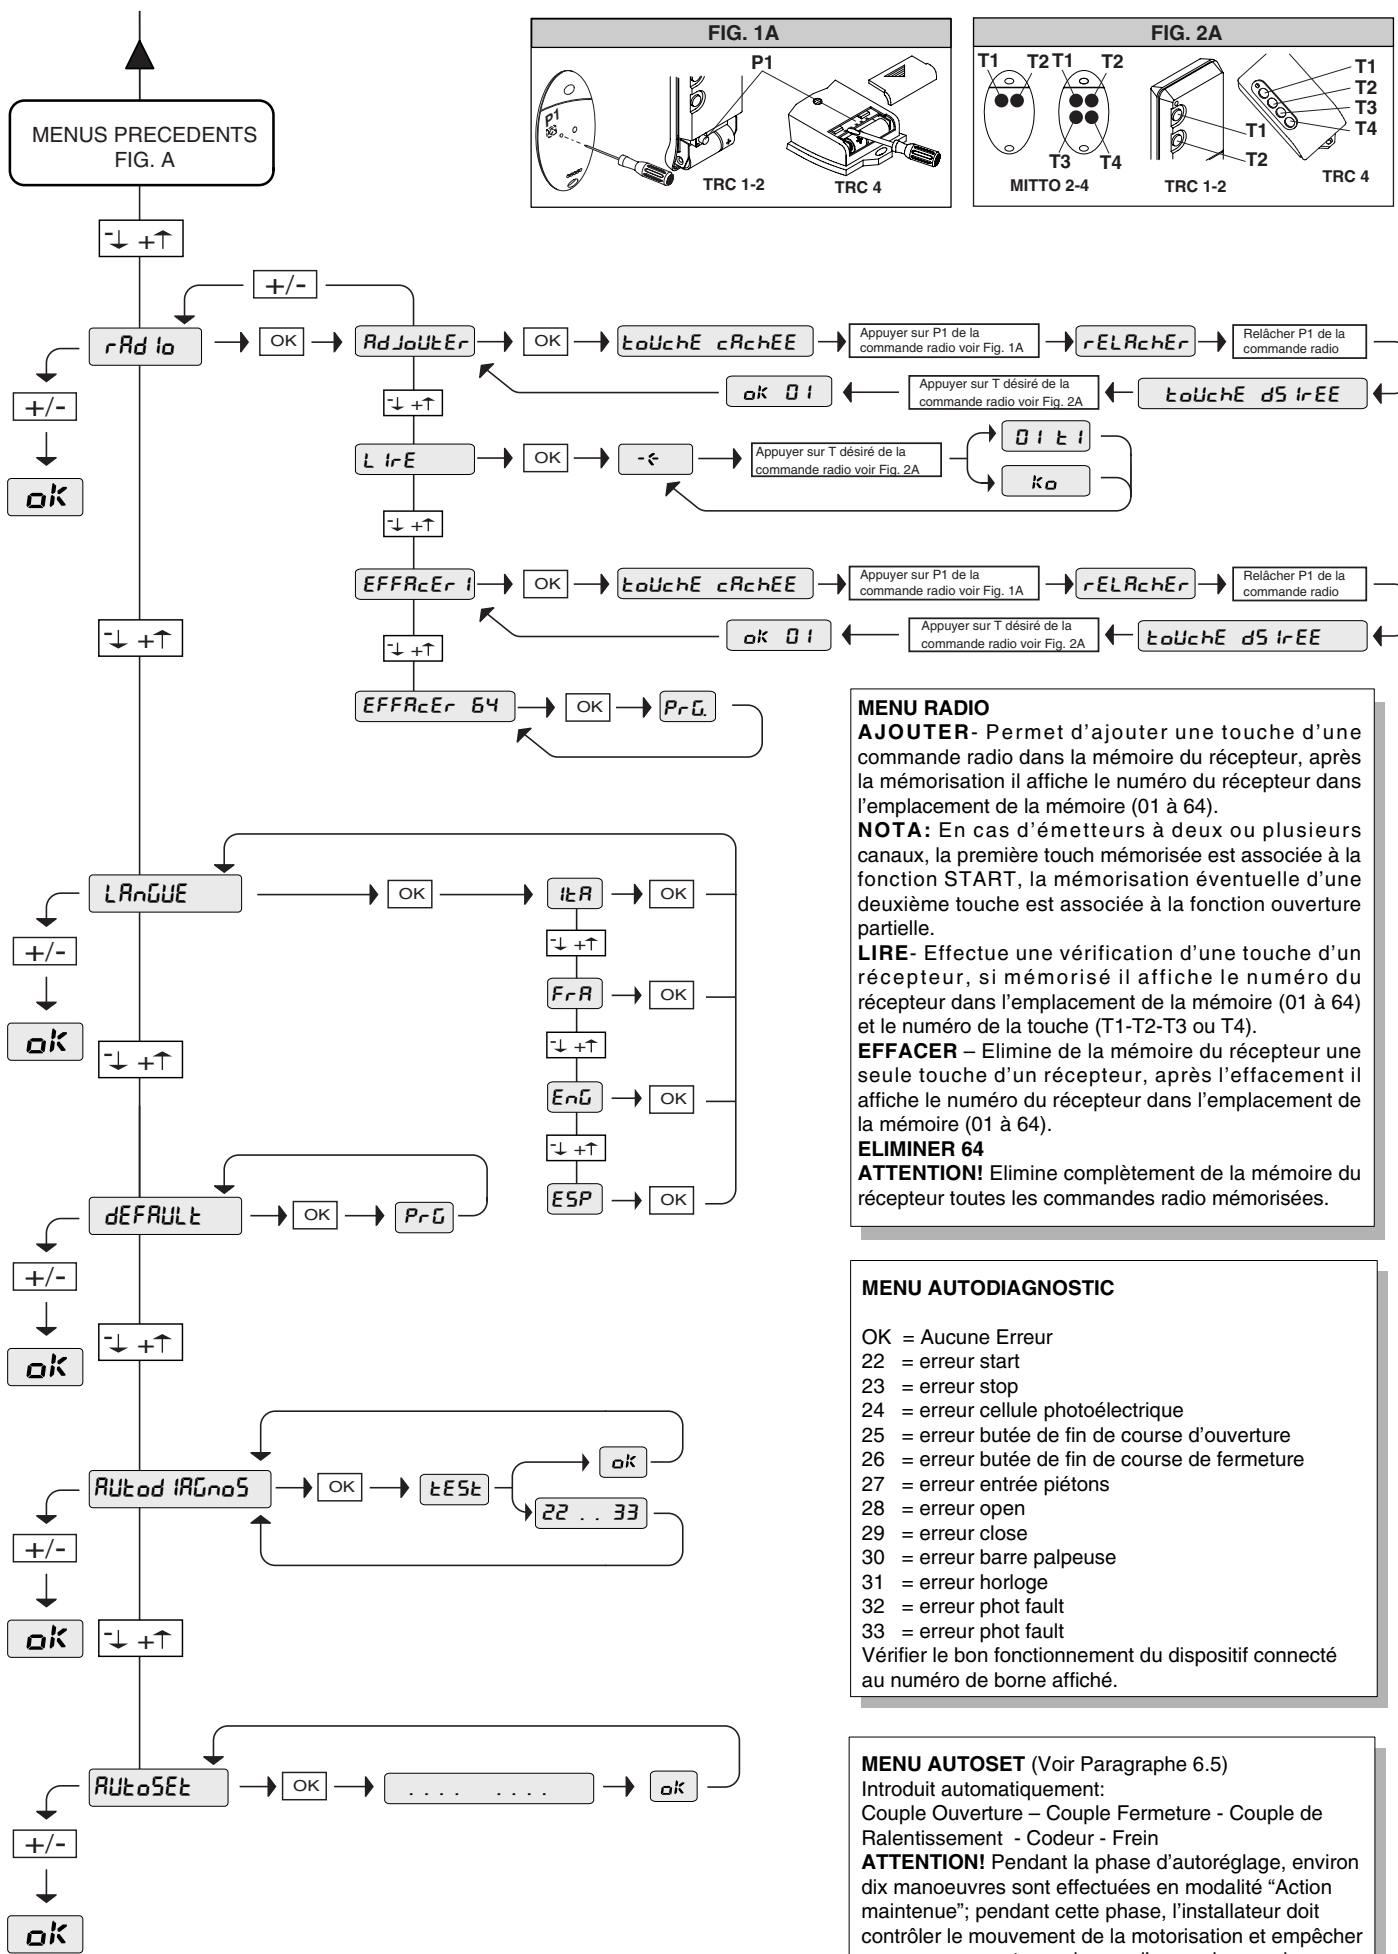 FIG. 1A
P1
P1
TRC 1-2
TRC 4
FIG. 2A
T1 T2 T1 T2
T3 T4
MITTO 2-4
T1
T2
TRC 1-2
T1
T2
T3
T4
TRC 4
MENUS PRECEDENTS
FIG. A
-↓ +↑
+/-
rAdio
OK
AdJoUtEr
OK
toUchE cAchEE
Appuyer sur P1 de la
commande radio voir Fig. 1A
rELAchEr
Relâcher P1 de la
commande radio
toUchE dSIrEE
Appuyer sur T désiré de la
commande radio voir Fig. 2A
ok 01
+/-
ok
-↓ +↑
LIrE
OK
-<-
Appuyer sur T désiré de la
commande radio voir Fig. 2A
01 t1
Ko
-↓ +↑
EFFAcEr 1
OK
toUchE cAchEE
Appuyer sur P1 de la
commande radio voir Fig. 1A
rELAchEr
Relâcher P1 de la
commande radio
toUchE dSIrEE
Appuyer sur T désiré de la
commande radio voir Fig. 2A
ok 01
-↓ +↑
-↓ +↑
EFFAcEr 64
OK
PrG.
MENU RADIO
AJOUTER- Permet d'ajouter une touche d'une
commande radio dans la mémoire du récepteur, après
la mémorisation il affiche le numéro du récepteur dans
l'emplacement de la mémoire (01 à 64).
NOTA: En cas d'émetteurs à deux ou plusieurs
canaux, la première touch mémorisée est associée à la
fonction START, la mémorisation éventuelle d'une
deuxième touche est associée à la fonction ouverture
partielle.
LIRE- Effectue une vérification d'une touche d'un
récepteur, si mémorisé il affiche le numéro du
récepteur dans l'emplacement de la mémoire (01 à 64)
et le numéro de la touche (T1-T2-T3 ou T4).
EFFACER – Elimine de la mémoire du récepteur une
seule touche d'un récepteur, après l'effacement il
affiche le numéro du récepteur dans l'emplacement de
la mémoire (01 à 64).
ELIMINER 64
ATTENTION! Elimine complètement de la mémoire du
récepteur toutes les commandes radio mémorisées.
LAnGUE
OK
ItA
OK
-↓ +↑
FrA
OK
-↓ +↑
EnG
OK
-↓ +↑
ESP
OK
+/-
ok
-↓ +↑
dEFAULt
OK
PrG
+/-
ok
-↓ +↑
MENU AUTODIAGNOSTIC
OK = Aucune Erreur
22 = erreur start
23 = erreur stop
24 = erreur cellule photoélectrique
25 = erreur butée de fin de course d'ouverture
26 = erreur butée de fin de course de fermeture
27 = erreur entrée piétons
28 = erreur open
29 = erreur close
30 = erreur barre palpeuse
31 = erreur horloge
32 = erreur phot fault
33 = erreur phot fault
Vérifier le bon fonctionnement du dispositif connecté
au numéro de borne affiché.
AUtodIAGnoS
OK
tESt
ok
22 . . 33
+/-
ok
-↓ +↑
AUtoSEt
OK
. . . . . . . .
ok
+/-
ok
MENU AUTOSET (Voir Paragraphe 6.5)
Introduit automatiquement:
Couple Ouverture – Couple Fermeture - Couple de
Ralentissement - Codeur - Frein
ATTENTION! Pendant la phase d'autoréglage, environ
dix manoeuvres sont effectuées en modalité “Action
maintenue”; pendant cette phase, l'installateur doit
contrôler le mouvement de la motorisation et empêcher